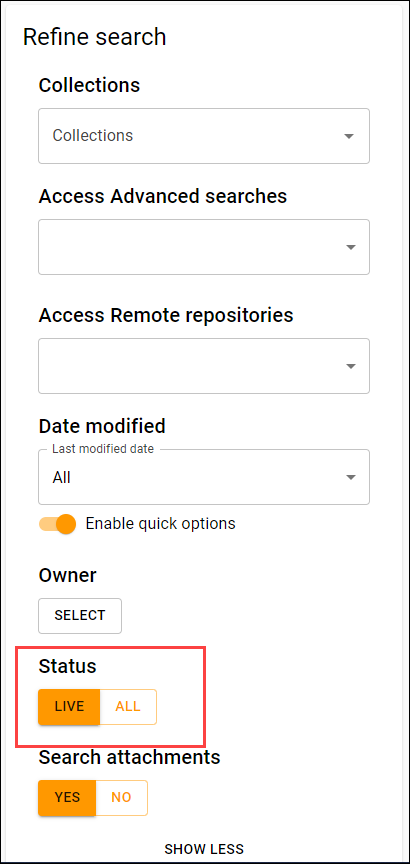 Refine search
Collections
Collections
Access Advanced searches
Access Remote repositories
Date modified
Last modified date
All
Enable quick options
Owner
SELECT
Status
LIVE ALL
Search attachments
YES NO
SHOW LESS